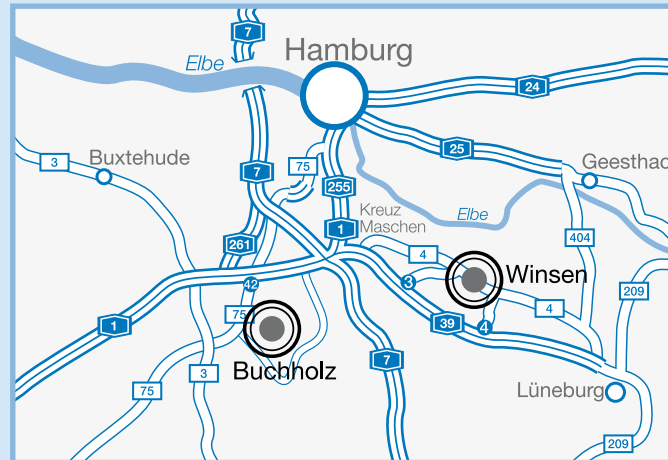 7
Hamburg
Elbe
24
25
3
Buxtehude
75
7
255
Geesthac
Kreuz
Maschen
Elbe
1
261
4
404
3
Winsen
42
209
75
4
1
39
4
7
Buchholz
3
75
Lüneburg
209